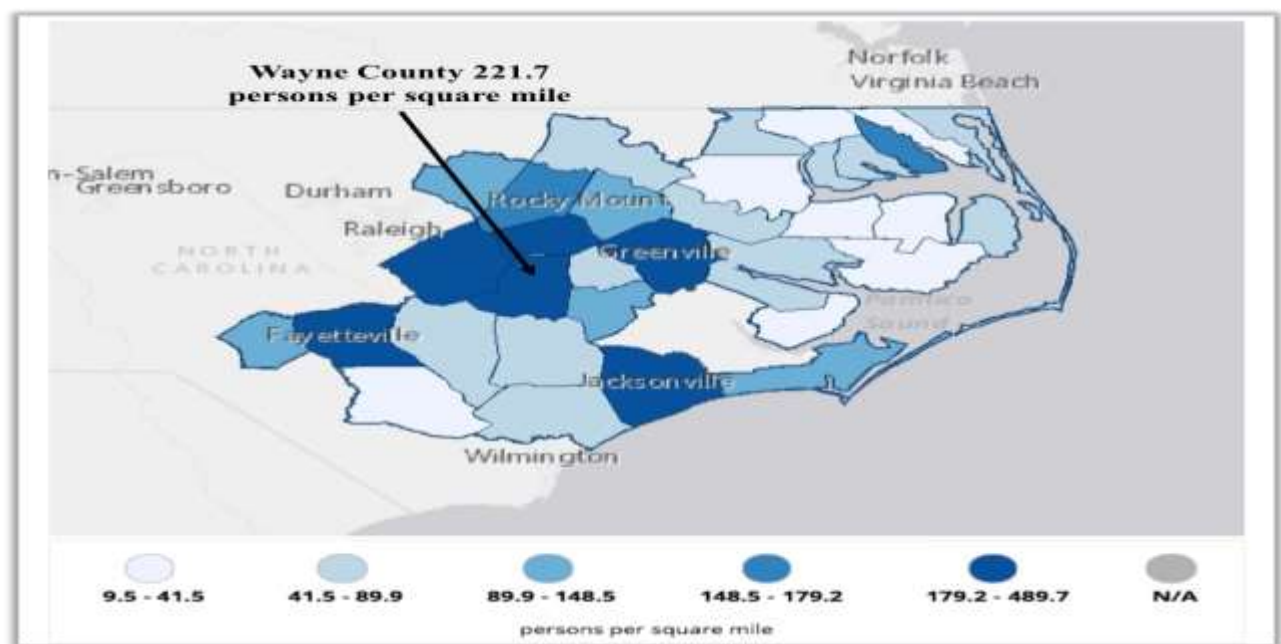 Norfolk
Virginia Beach
Wayne County 221.7
persons per square mile
n-Salem
Greensboro
Durham
Rocky Mount
Raleigh
NORTH
CAROLINA
Greenville
Pamlico
Sound
Fayetteville
Jacksonville
Wilmington
9.5 - 41.5
41.5 - 89.9
89.9 - 148.5
148.5 - 179.2
179.2 - 489.7
N/A
persons per square mile